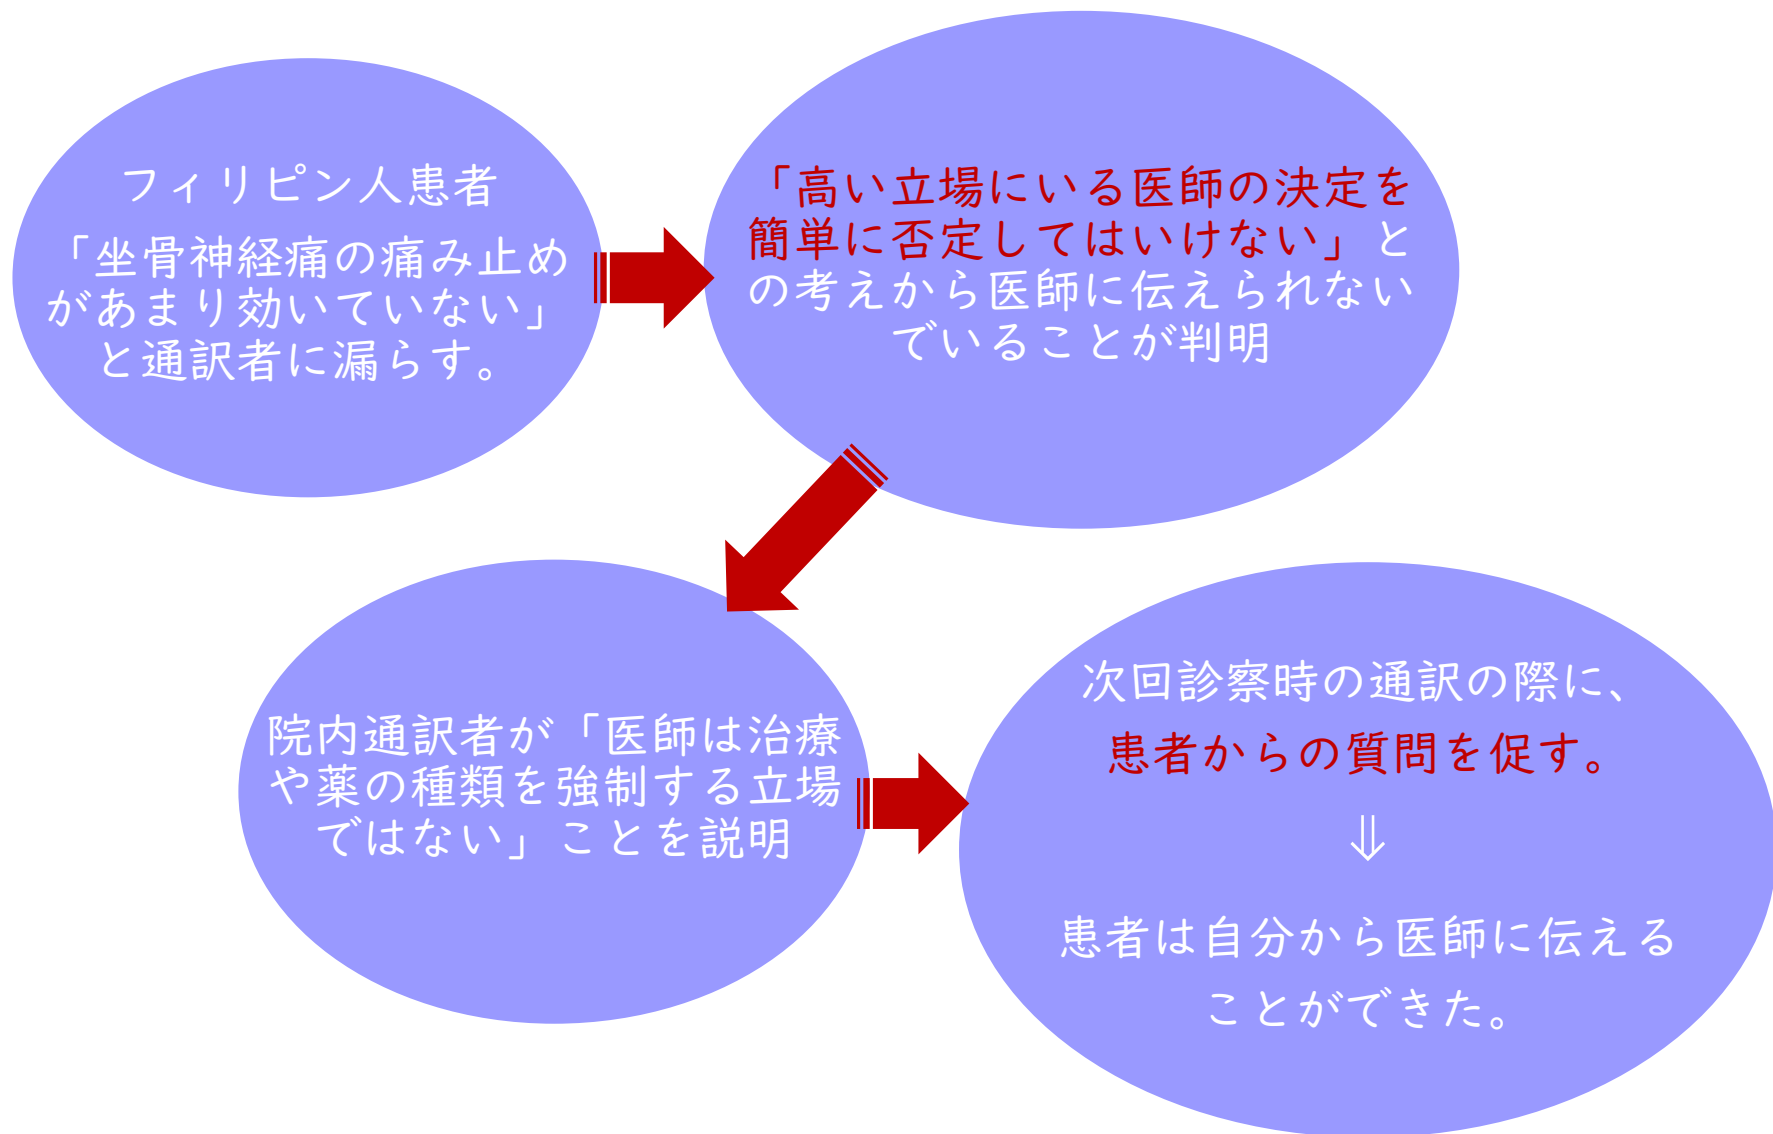 フィリピン人患者
「坐骨神経痛の痛み止め
があまり効いていない」
と通訳者に漏らす。
「高い立場にいる医師の決定を
簡単に否定してはいけない」と
の考えから医師に伝えられない
でいることが判明
院内通訳者が「医師は治療
や薬の種類を強制する立場
ではない」ことを説明
次回診察時の通訳の際に、
患者からの質問を促す。
⇓
患者は自分から医師に伝える
ことができた。